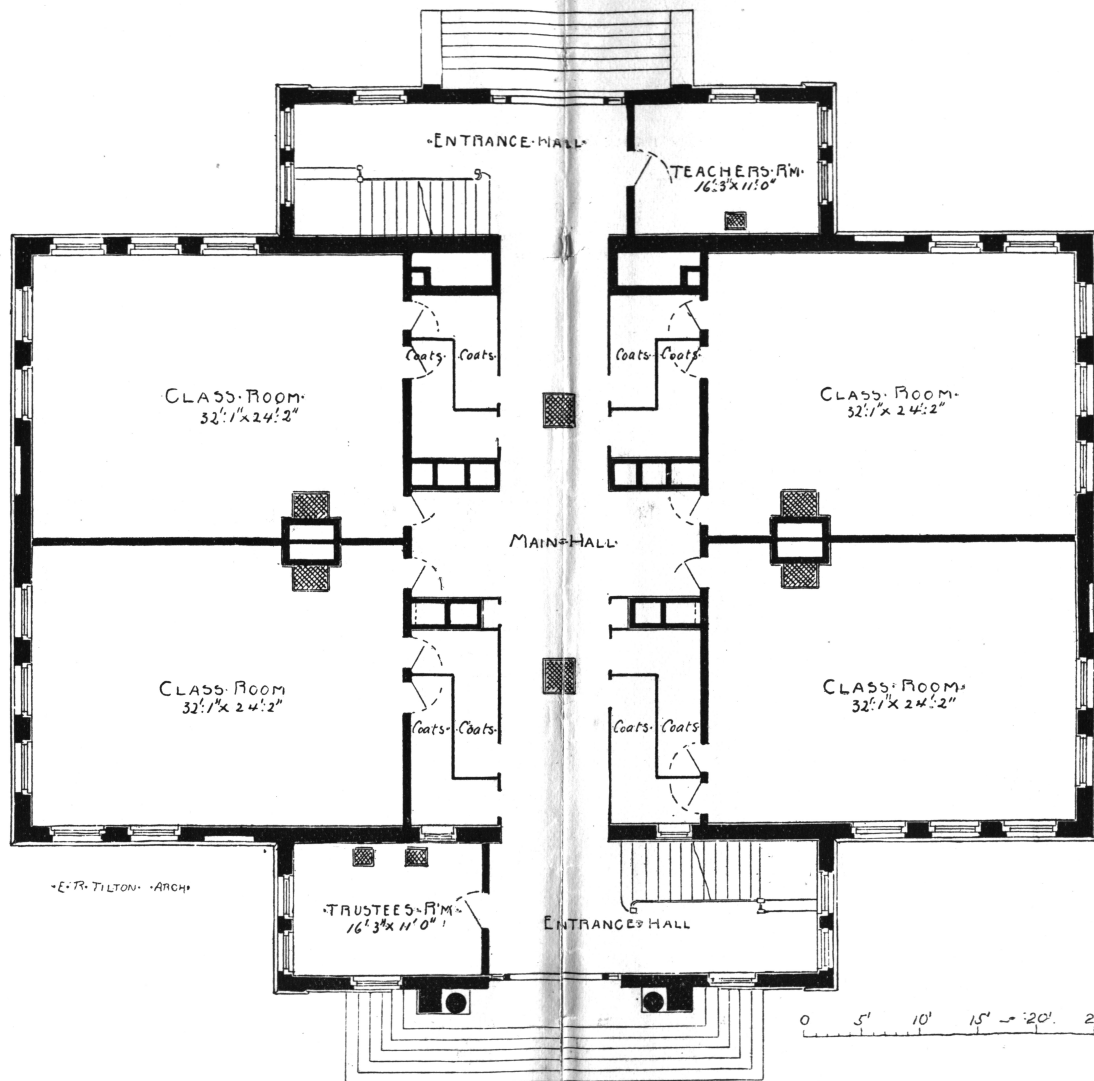 ·ENTRANCE·HALL·
TEACHERS·R'M·
16'·3"X 11'·0"
Coats· Coats·
Coats· Coats·
CLASS·ROOM·
32'·1"x 24'·2"
CLASS·ROOM·
32'·1"x 24'·2"
MAIN·HALL·
CLASS·ROOM
32'·1"x 24'·2"
CLASS·ROOM·
32'·1"x 24'·2"
Coats· Coats·
Coats· Coats·
·E·R·TILTON· ·ARCH·
·TRUSTEES·R'M·
16'·3"x 11'0"
ENTRANCE·HALL
0 5' 10' 15' 20' 2